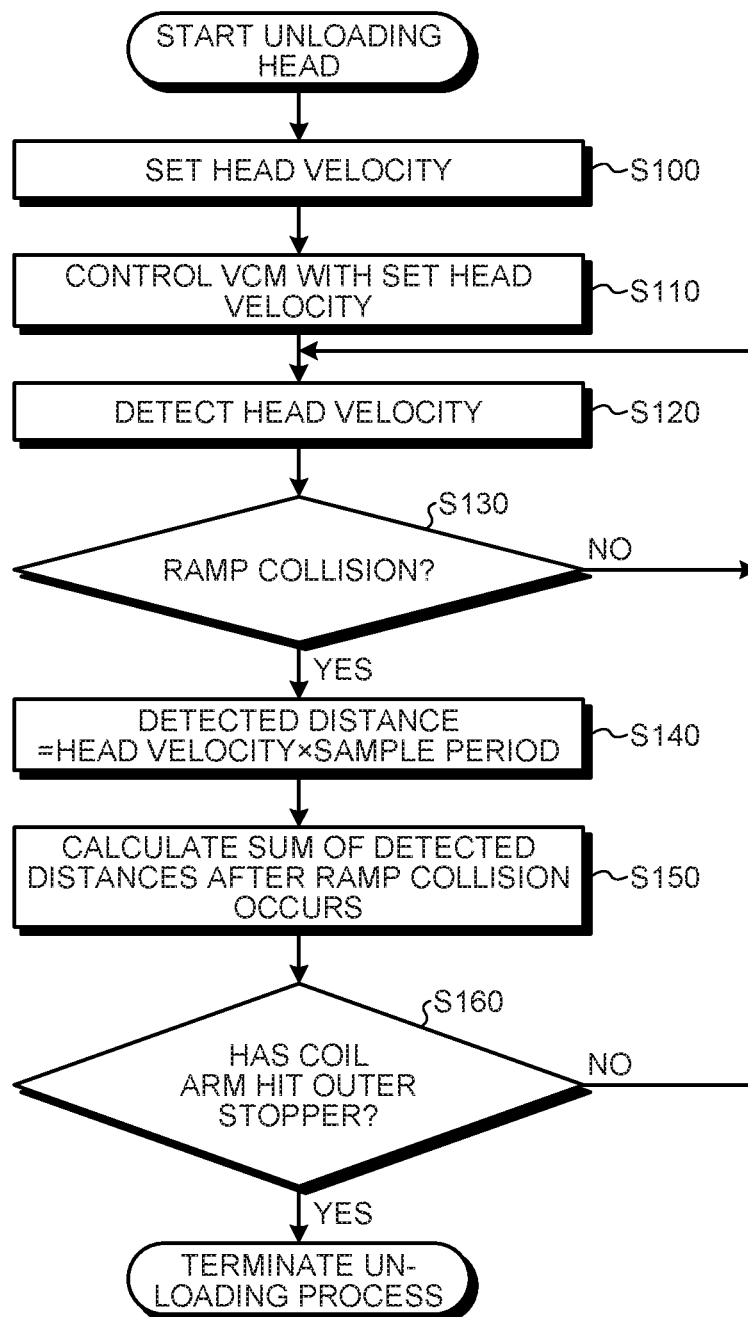 START UNLOADING
HEAD
SET HEAD VELOCITY
S100
CONTROL VCM WITH SET HEAD
VELOCITY
S110
DETECT HEAD VELOCITY
S120
S130
RAMP COLLISION?
NO
YES
DETECTED DISTANCE
=HEAD VELOCITY×SAMPLE PERIOD
S140
CALCULATE SUM OF DETECTED
DISTANCES AFTER RAMP COLLISION
OCCURS
S150
S160
HAS COIL
ARM HIT OUTER
STOPPER?
NO
YES
TERMINATE UN-
LOADING PROCESS